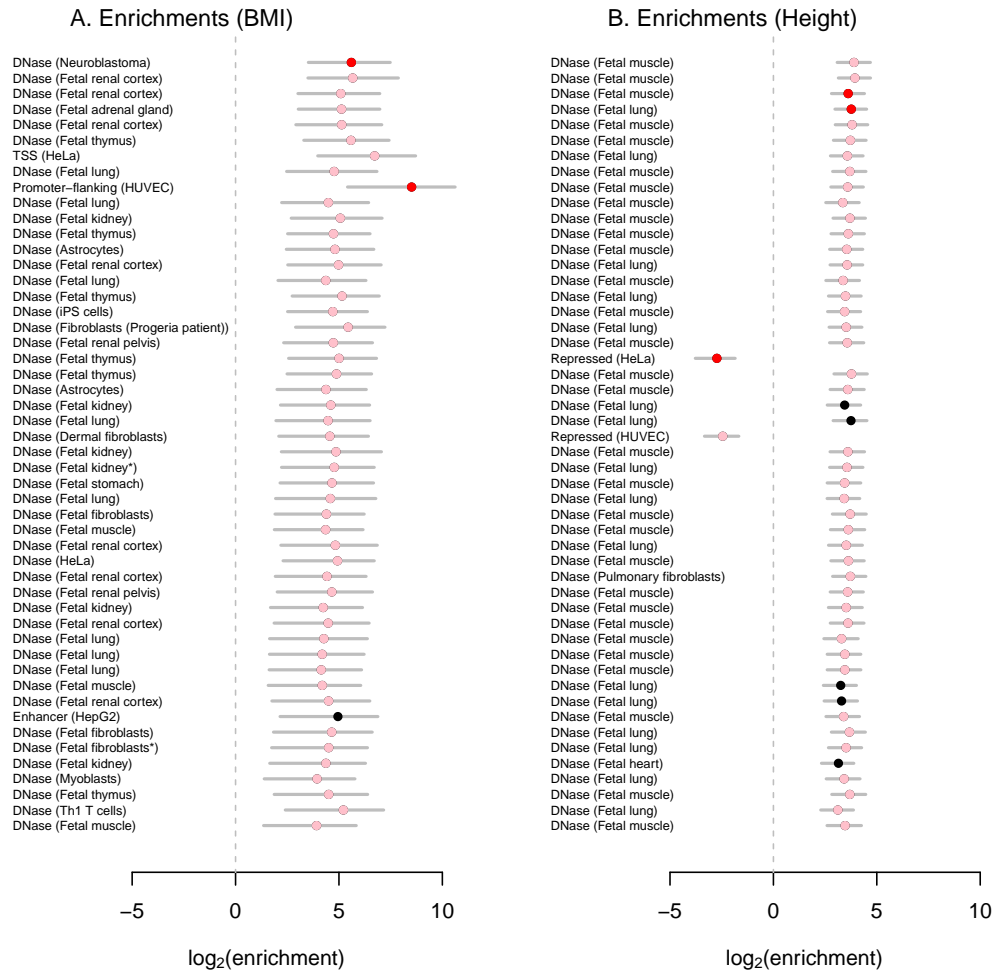 A. Enrichments (BMI)
DNase (Neuroblastoma)
DNase (Fetal renal cortex)
DNase (Fetal renal cortex)
DNase (Fetal adrenal gland)
DNase (Fetal renal cortex)
DNase (Fetal thymus)
TSS (HeLa)
DNase (Fetal lung)
Promoter−flanking (HUVEC)
DNase (Fetal lung)
DNase (Fetal kidney)
DNase (Fetal thymus)
DNase (Astrocytes)
DNase (Fetal renal cortex)
DNase (Fetal lung)
DNase (Fetal thymus)
DNase (iPS cells)
DNase (Fibroblasts (Progeria patient))
DNase (Fetal renal pelvis)
DNase (Fetal thymus)
DNase (Fetal thymus)
DNase (Astrocytes)
DNase (Fetal kidney)
DNase (Fetal lung)
DNase (Dermal fibroblasts)
DNase (Fetal kidney)
DNase (Fetal kidney*)
DNase (Fetal stomach)
DNase (Fetal lung)
DNase (Fetal fibroblasts)
DNase (Fetal muscle)
DNase (Fetal renal cortex)
DNase (HeLa)
DNase (Fetal renal cortex)
DNase (Fetal renal pelvis)
DNase (Fetal kidney)
DNase (Fetal renal cortex)
DNase (Fetal lung)
DNase (Fetal lung)
DNase (Fetal lung)
DNase (Fetal muscle)
DNase (Fetal renal cortex)
Enhancer (HepG2)
DNase (Fetal fibroblasts)
DNase (Fetal fibroblasts*)
DNase (Fetal kidney)
DNase (Myoblasts)
DNase (Fetal thymus)
DNase (Th1 T cells)
DNase (Fetal muscle)
−5 0 5 10
log2(enrichment)
B. Enrichments (Height)
DNase (Fetal muscle)
DNase (Fetal muscle)
DNase (Fetal muscle)
DNase (Fetal lung)
DNase (Fetal muscle)
DNase (Fetal muscle)
DNase (Fetal lung)
DNase (Fetal muscle)
DNase (Fetal muscle)
DNase (Fetal muscle)
DNase (Fetal muscle)
DNase (Fetal muscle)
DNase (Fetal muscle)
DNase (Fetal lung)
DNase (Fetal muscle)
DNase (Fetal lung)
DNase (Fetal muscle)
DNase (Fetal lung)
DNase (Fetal muscle)
Repressed (HeLa)
DNase (Fetal muscle)
DNase (Fetal muscle)
DNase (Fetal lung)
DNase (Fetal lung)
Repressed (HUVEC)
DNase (Fetal muscle)
DNase (Fetal lung)
DNase (Fetal muscle)
DNase (Fetal lung)
DNase (Fetal muscle)
DNase (Fetal muscle)
DNase (Fetal lung)
DNase (Fetal muscle)
DNase (Pulmonary fibroblasts)
DNase (Fetal muscle)
DNase (Fetal muscle)
DNase (Fetal muscle)
DNase (Fetal muscle)
DNase (Fetal muscle)
DNase (Fetal muscle)
DNase (Fetal lung)
DNase (Fetal lung)
DNase (Fetal muscle)
DNase (Fetal lung)
DNase (Fetal lung)
DNase (Fetal heart)
DNase (Fetal lung)
DNase (Fetal muscle)
DNase (Fetal lung)
DNase (Fetal muscle)
−5 0 5 10
log2(enrichment)